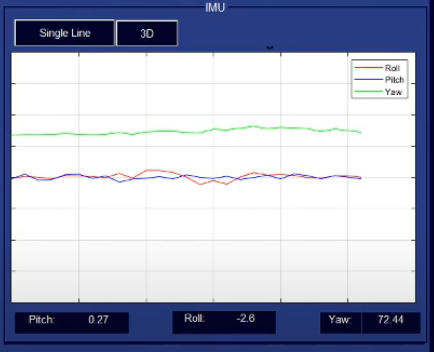 IMU
Single Line 3D
Roll
Pitch
Yaw
Pitch: 0.27 Roll: -2.6 Yaw: 72.44